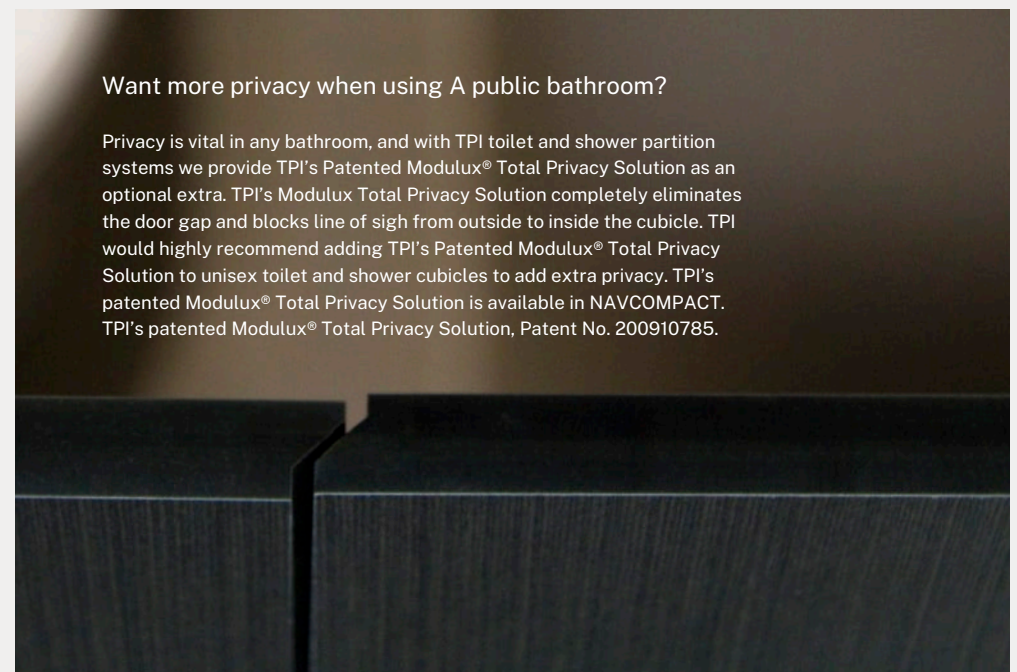 Want more privacy when using A public bathroom?
Privacy is vital in any bathroom, and with TPI toilet and shower partition
systems we provide TPI's Patented Modulux® Total Privacy Solution as an
optional extra. TPI's Modulux Total Privacy Solution completely eliminates
the door gap and blocks line of sigh from outside to inside the cubicle. TPI
would highly recommend adding TPI's Patented Modulux® Total Privacy
Solution to unisex toilet and shower cubicles to add extra privacy. TPI's
patented Modulux® Total Privacy Solution is available in NAVCOMPACT.
TPI's patented Modulux® Total Privacy Solution, Patent No. 200910785.